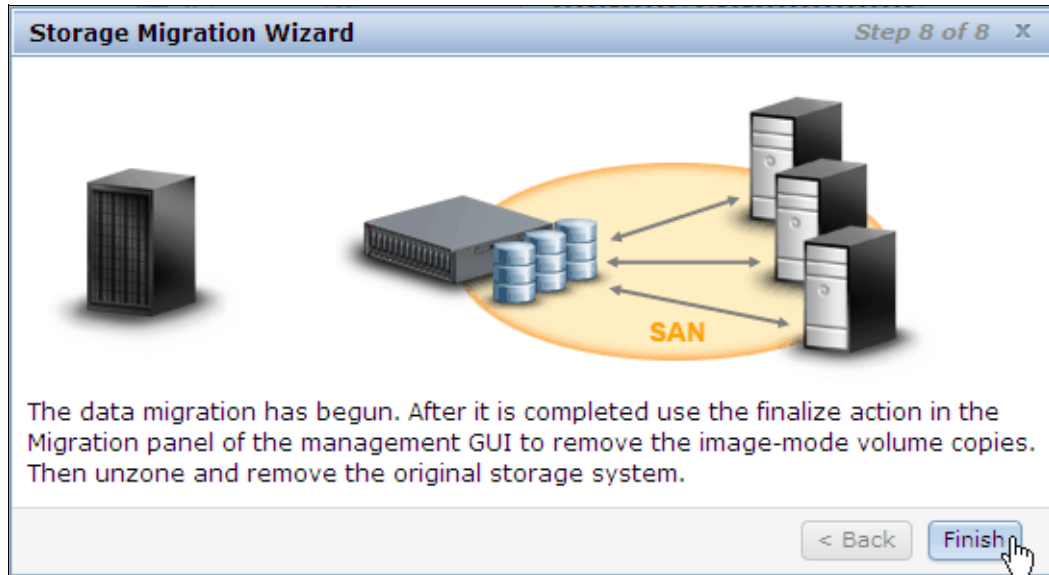 Storage Migration Wizard
Step 8 of 8 x
SAN
The data migration has begun. After it is completed use the finalize action in the
Migration panel of the management GUI to remove the image-mode volume copies.
Then unzone and remove the original storage system.
< Back
Finish